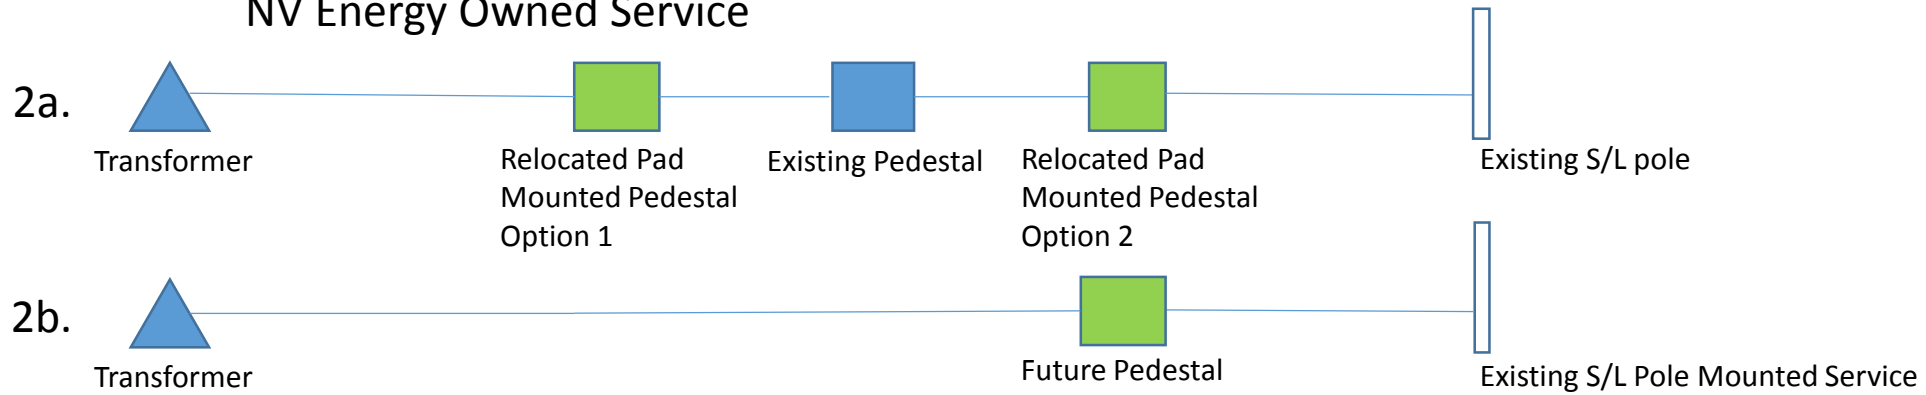 NV Energy Owned Service
2a.
Transformer
Relocated Pad
Mounted Pedestal
Option 1
Existing Pedestal
Relocated Pad
Mounted Pedestal
Option 2
Existing S/L pole
2b.
Transformer
Future Pedestal
Existing S/L Pole Mounted Service